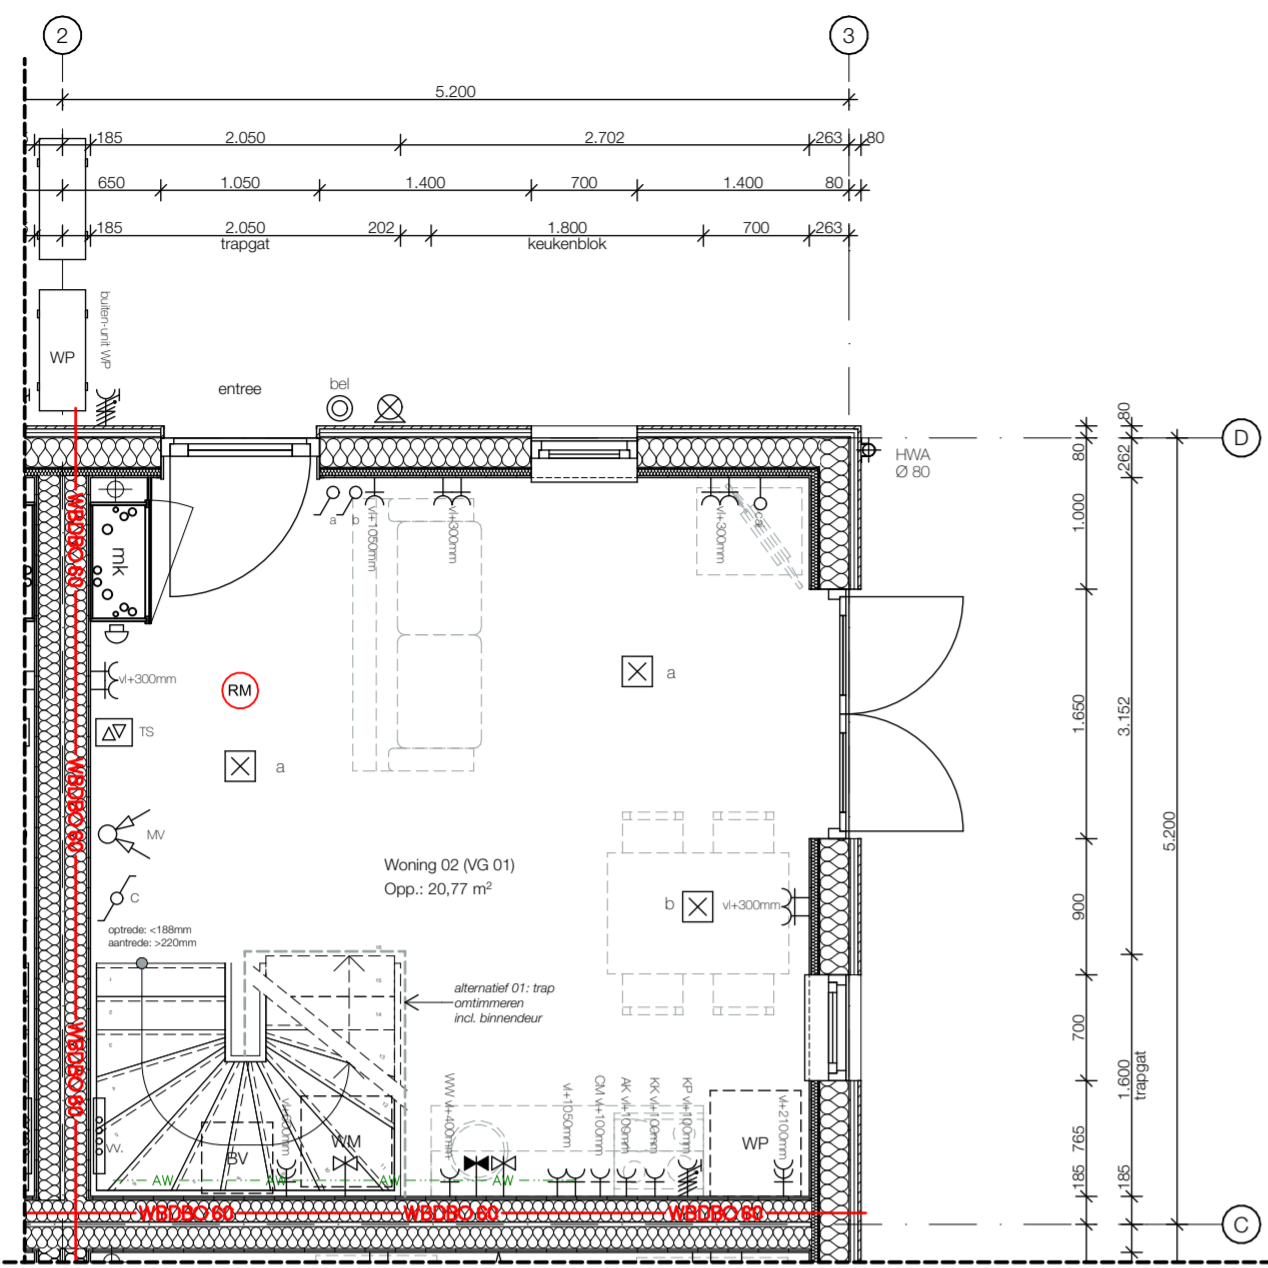 2
3
5.200
185
2.050
2.702
263
80
650
1.050
1.400
700
1.400
80
185
2.050
202
1.800
700
263
trapgat
keukenblok
buiten-unit WP
WP
entree
bel
HWA
Ø 80
D
80
80
262
WBDBO 60
mk
a
b
vl+1050mm
vl+300mm
vl+300mm
cai
1.000
vl+300mm
RM
TS
a
a
1.650
3.152
5.200
WBDBO 60
MV
Woning 02 (VG 01)
Opp.: 20,77 m²
C
b
vl+300mm
900
optrede: <188mm
aantrede: >220mm
alternatief 01: trap
omtimmeren
incl. binnendeur
700
WBDBO 60
1.600
trapgat
WW vl+400mm
vl+1050mm
CM vl+100mm
AK vl+100mm
KK vl+100mm
KP vl+100mm
vl+2100mm
WP
WM
BV
VV.
765
AW
AW
AW
AW
185
185
WBDBO 60
WBDBO 60
WBDBO 60
C